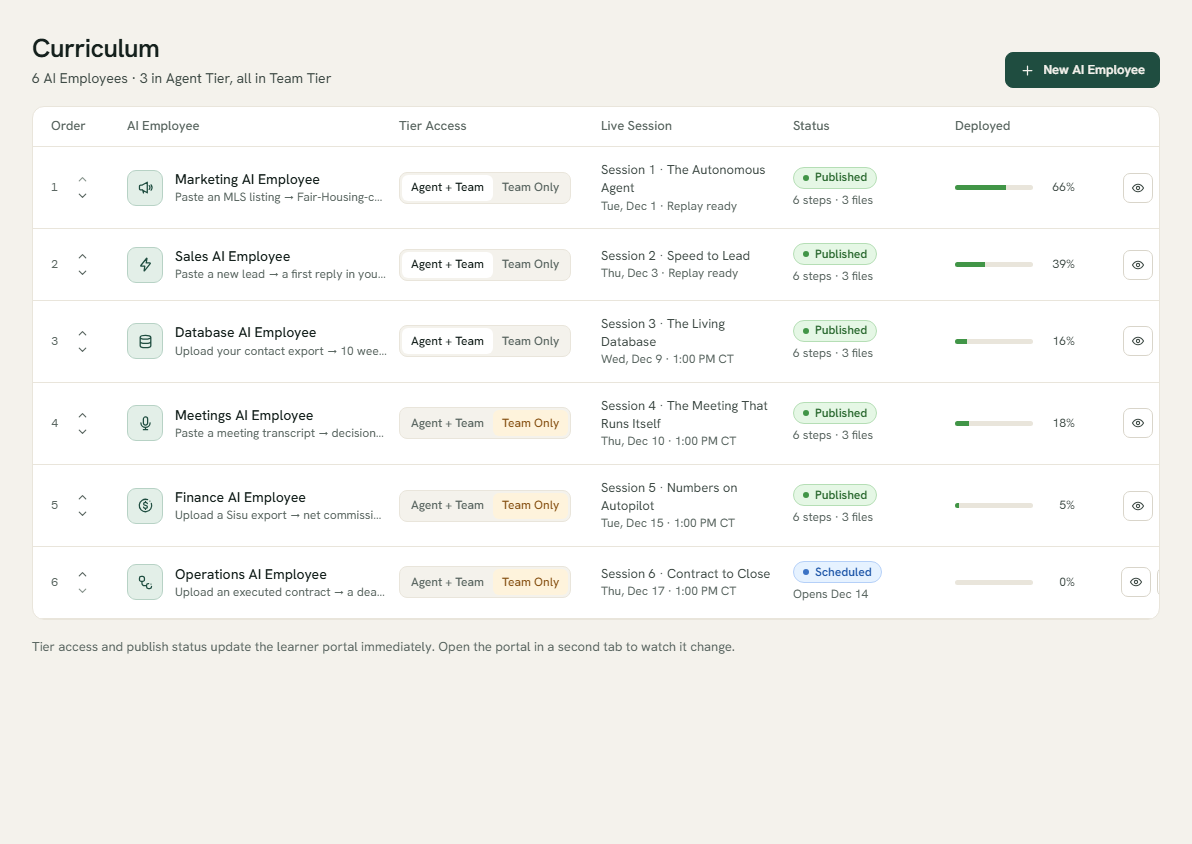 Curriculum
6 AI Employees · 3 in Agent Tier, all in Team Tier
+ New AI Employee
Order AI Employee Tier Access Live Session Status Deployed
1 Marketing AI Employee Agent + Team Team Only Session 1 · The Autonomous Published 66%
Paste an MLS listing → Fair-Housing-c... Agent 6 steps · 3 files
Tue, Dec 1 · Replay ready
2 Sales AI Employee Agent + Team Team Only Session 2 · Speed to Lead Published 39%
Paste a new lead → a first reply in you... Thu, Dec 3 · Replay ready 6 steps · 3 files
3 Database AI Employee Agent + Team Team Only Session 3 · The Living Published 16%
Upload your contact export → 10 wee... Database 6 steps · 3 files
Wed, Dec 9 · 1:00 PM CT
4 Meetings AI Employee Agent + Team Team Only Session 4 · The Meeting That Published 18%
Paste a meeting transcript → decision... Runs Itself 6 steps · 3 files
Thu, Dec 10 · 1:00 PM CT
5 Finance AI Employee Agent + Team Team Only Session 5 · Numbers on Published 5%
Upload a Sisu export → net commissi... Autopilot 6 steps · 3 files
Tue, Dec 15 · 1:00 PM CT
6 Operations AI Employee Agent + Team Team Only Session 6 · Contract to Close Scheduled 0%
Upload an executed contract → a dea... Thu, Dec 17 · 1:00 PM CT Opens Dec 14
Tier access and publish status update the learner portal immediately. Open the portal in a second tab to watch it change.